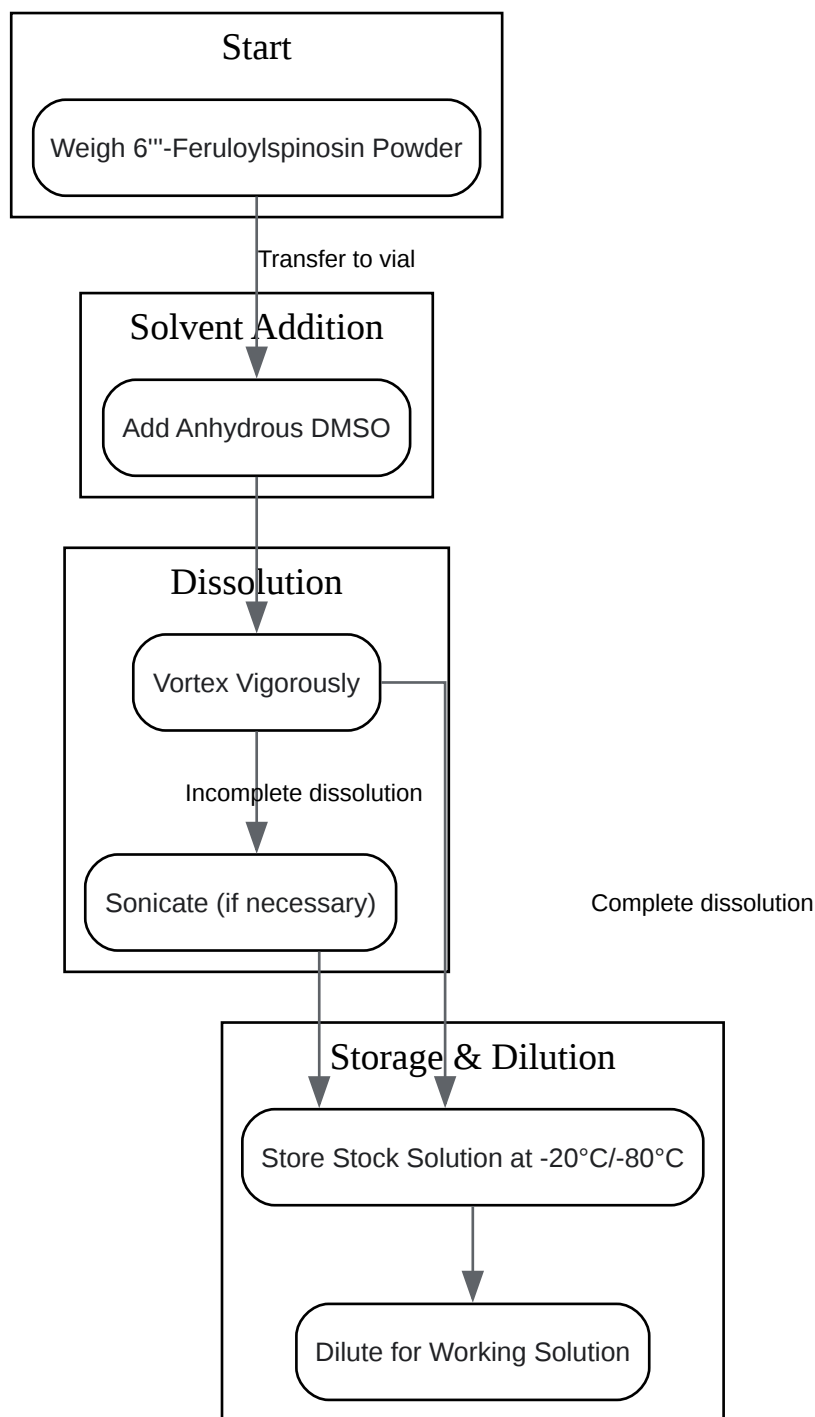 Start
Weigh 6'''-Feruloylspinosin Powder
Transfer to vial
Solvent Addition
Add Anhydrous DMSO
Dissolution
Vortex Vigorously
Incomplete dissolution
Sonicate (if necessary)
Complete dissolution
Storage & Dilution
Store Stock Solution at -20°C/-80°C
Dilute for Working Solution